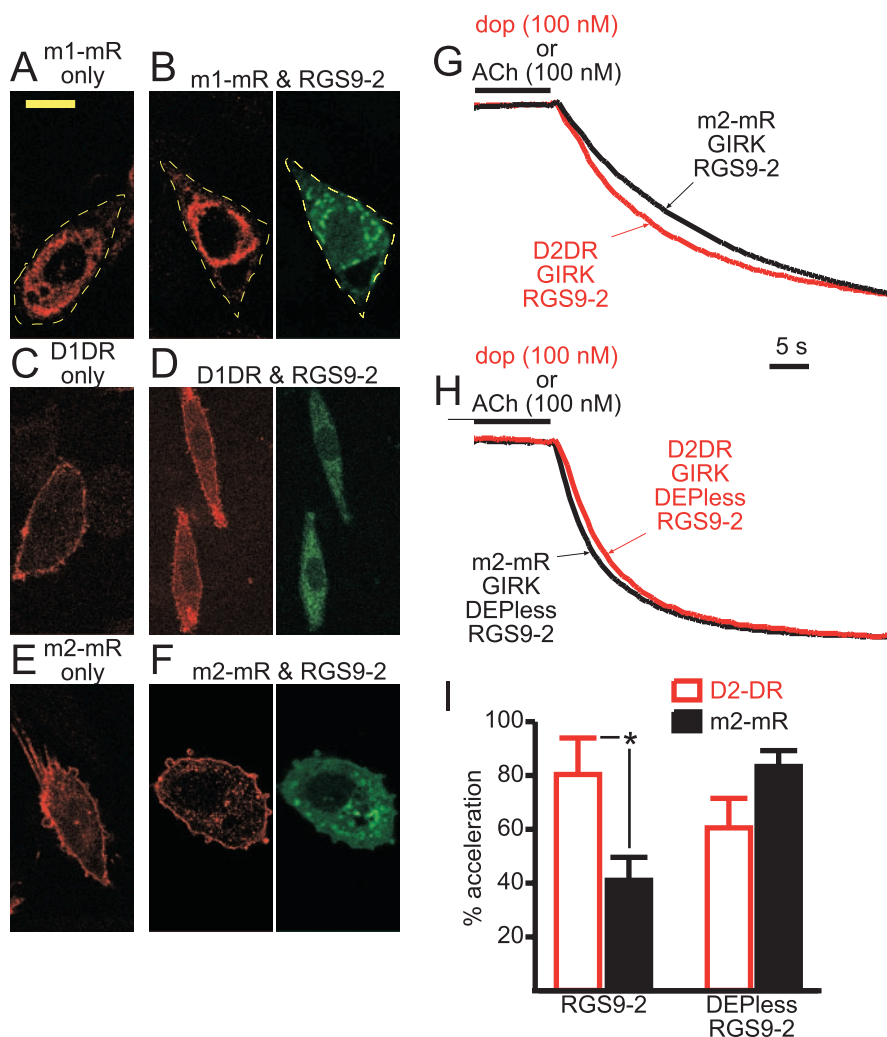 A
m1-mR
only
B
m1-mR & RGS9-2
C
D1DR
only
D
D1DR & RGS9-2
E
m2-mR
only
F
m2-mR & RGS9-2
G
dop (100 nM)
or
ACh (100 nM)
m2-mR
GIRK
RGS9-2
D2DR
GIRK
RGS9-2
5 s
H
dop (100 nM)
or
ACh (100 nM)
D2DR
GIRK
DEPless
RGS9-2
m2-mR
GIRK
DEPless
RGS9-2
I
D2-DR
m2-mR
% acceleration
100
80
60
40
20
*
RGS9-2
DEPless
RGS9-2